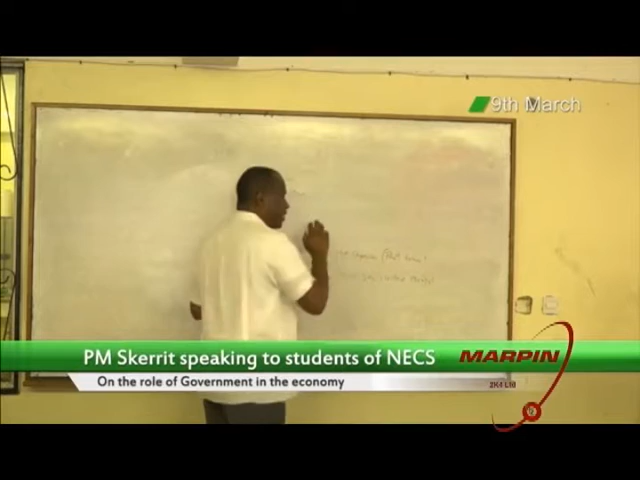 9th March
PM Skerrit speaking to students of NECS
MARPIN
On the role of Government in the economy
2K4 Ltd